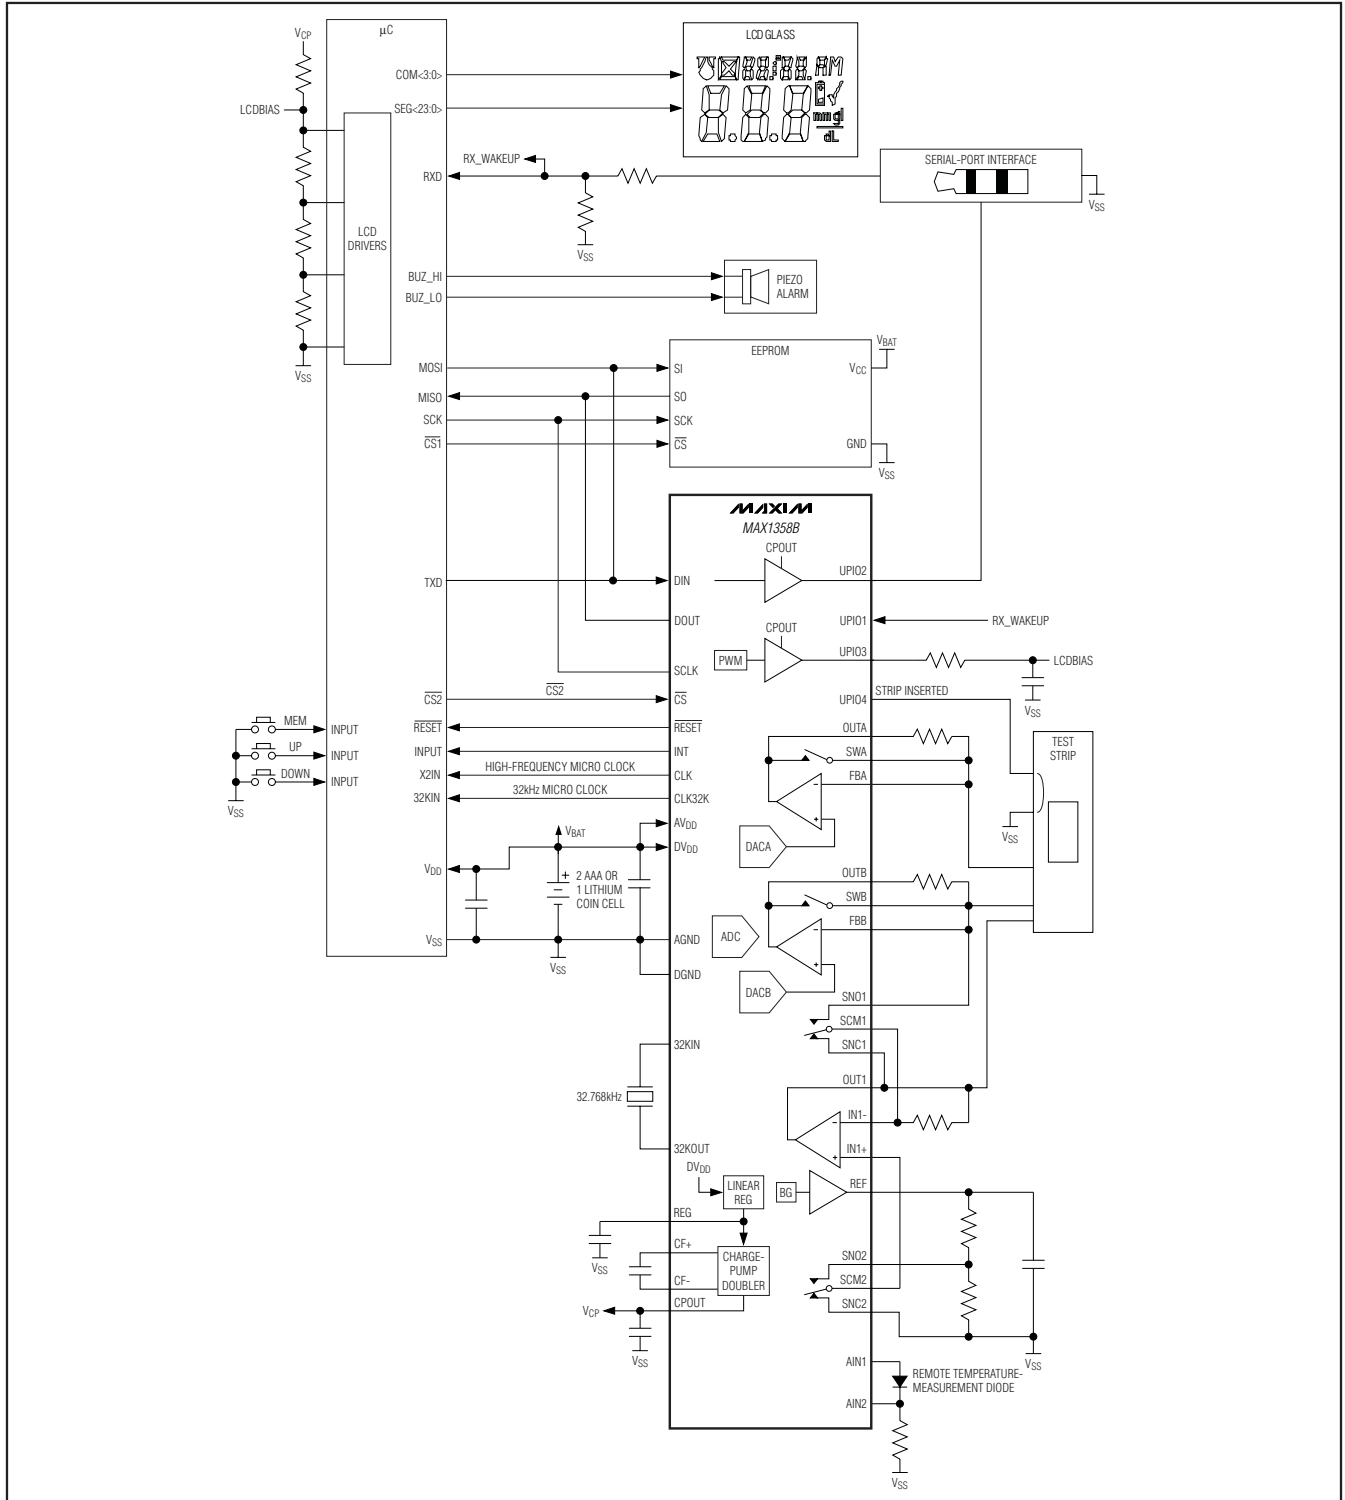 μC
VCP
LCDBIAS
LCD
DRIVERS
VSS
COM<3:0>
SEG<23:0>
LCD GLASS
88:88. AM
8.8.8
mmgl
dL
RX_WAKEUP
RXD
VSS
SERIAL-PORT INTERFACE
VSS
BUZ_HI
BUZ_LO
PIEZO
ALARM
MOSI
MISO
SCK
CS1
EEPROM
SI
SO
SCK
CS
VCC
GND
VBAT
VSS
MAXIM
MAX1358B
TXD
DIN
CPOUT
UPIO2
DOUT
UPIO1
RX_WAKEUP
CPOUT
PWM
UPIO3
LCDBIAS
VSS
SCLK
CS2
CS2
CS
UPIO4
STRIP INSERTED
MEM
INPUT
UP
INPUT
DOWN
INPUT
VSS
RESET
RESET
INPUT
INT
X2IN
HIGH-FREQUENCY MICRO CLOCK
CLK
32KIN
32kHz MICRO CLOCK
CLK32K
OUTA
SWA
FBA
DACA
TEST
STRIP
VSS
AVDD
DVDD
VBAT
VDD
+
2 AAA OR
1 LITHIUM
COIN CELL
VSS
VSS
AGND
DGND
OUTB
SWB
FBB
ADC
DACB
SNO1
SCM1
SNC1
32KIN
32.768kHz
32KOUT
OUT1
IN1-
IN1+
DVDD
LINEAR
REG
REG
VSS
CF+
CF-
CHARGE-
PUMP
DOUBLER
CPOUT
VCP
VSS
BG
REF
SNO2
SCM2
SNC2
VSS
AIN1
REMOTE TEMPERATURE-
MEASUREMENT DIODE
AIN2
VSS